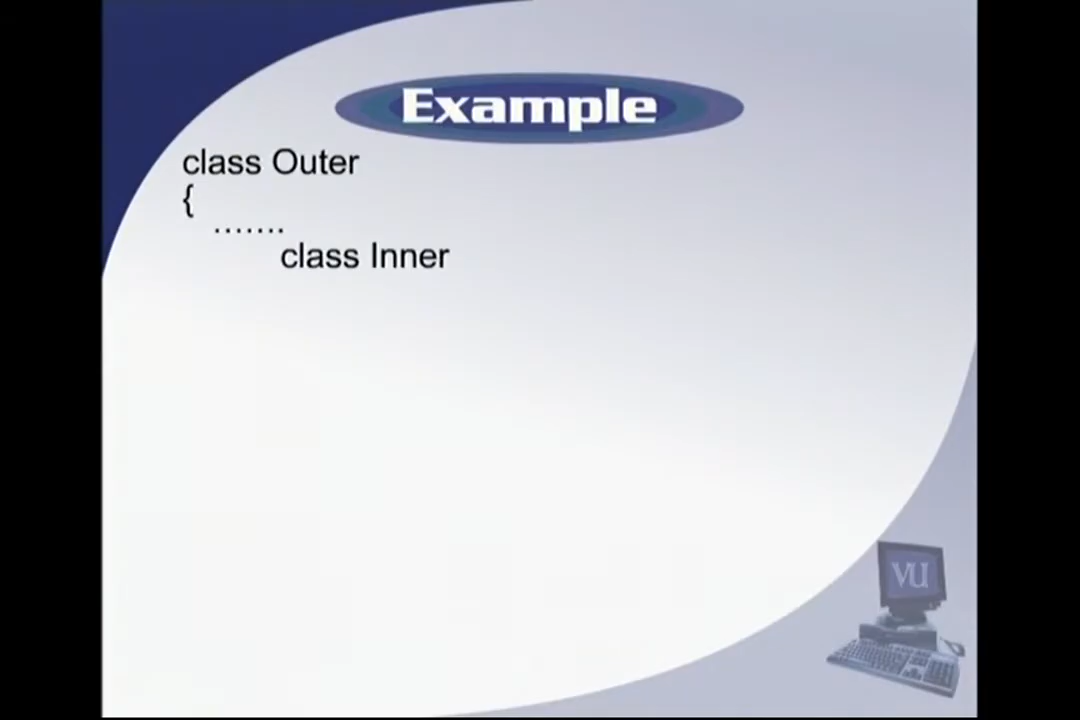 Example
class Outer
{
.......
class Inner
VU